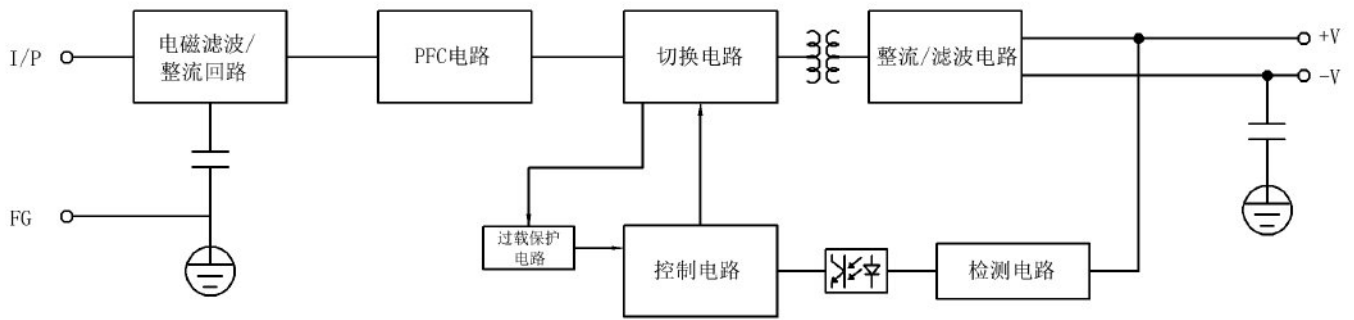 I/P
电磁滤波/
整流回路
PFC电路
切换电路
整流/滤波电路
+V
-V
FG
过载保护
电路
控制电路
检测电路